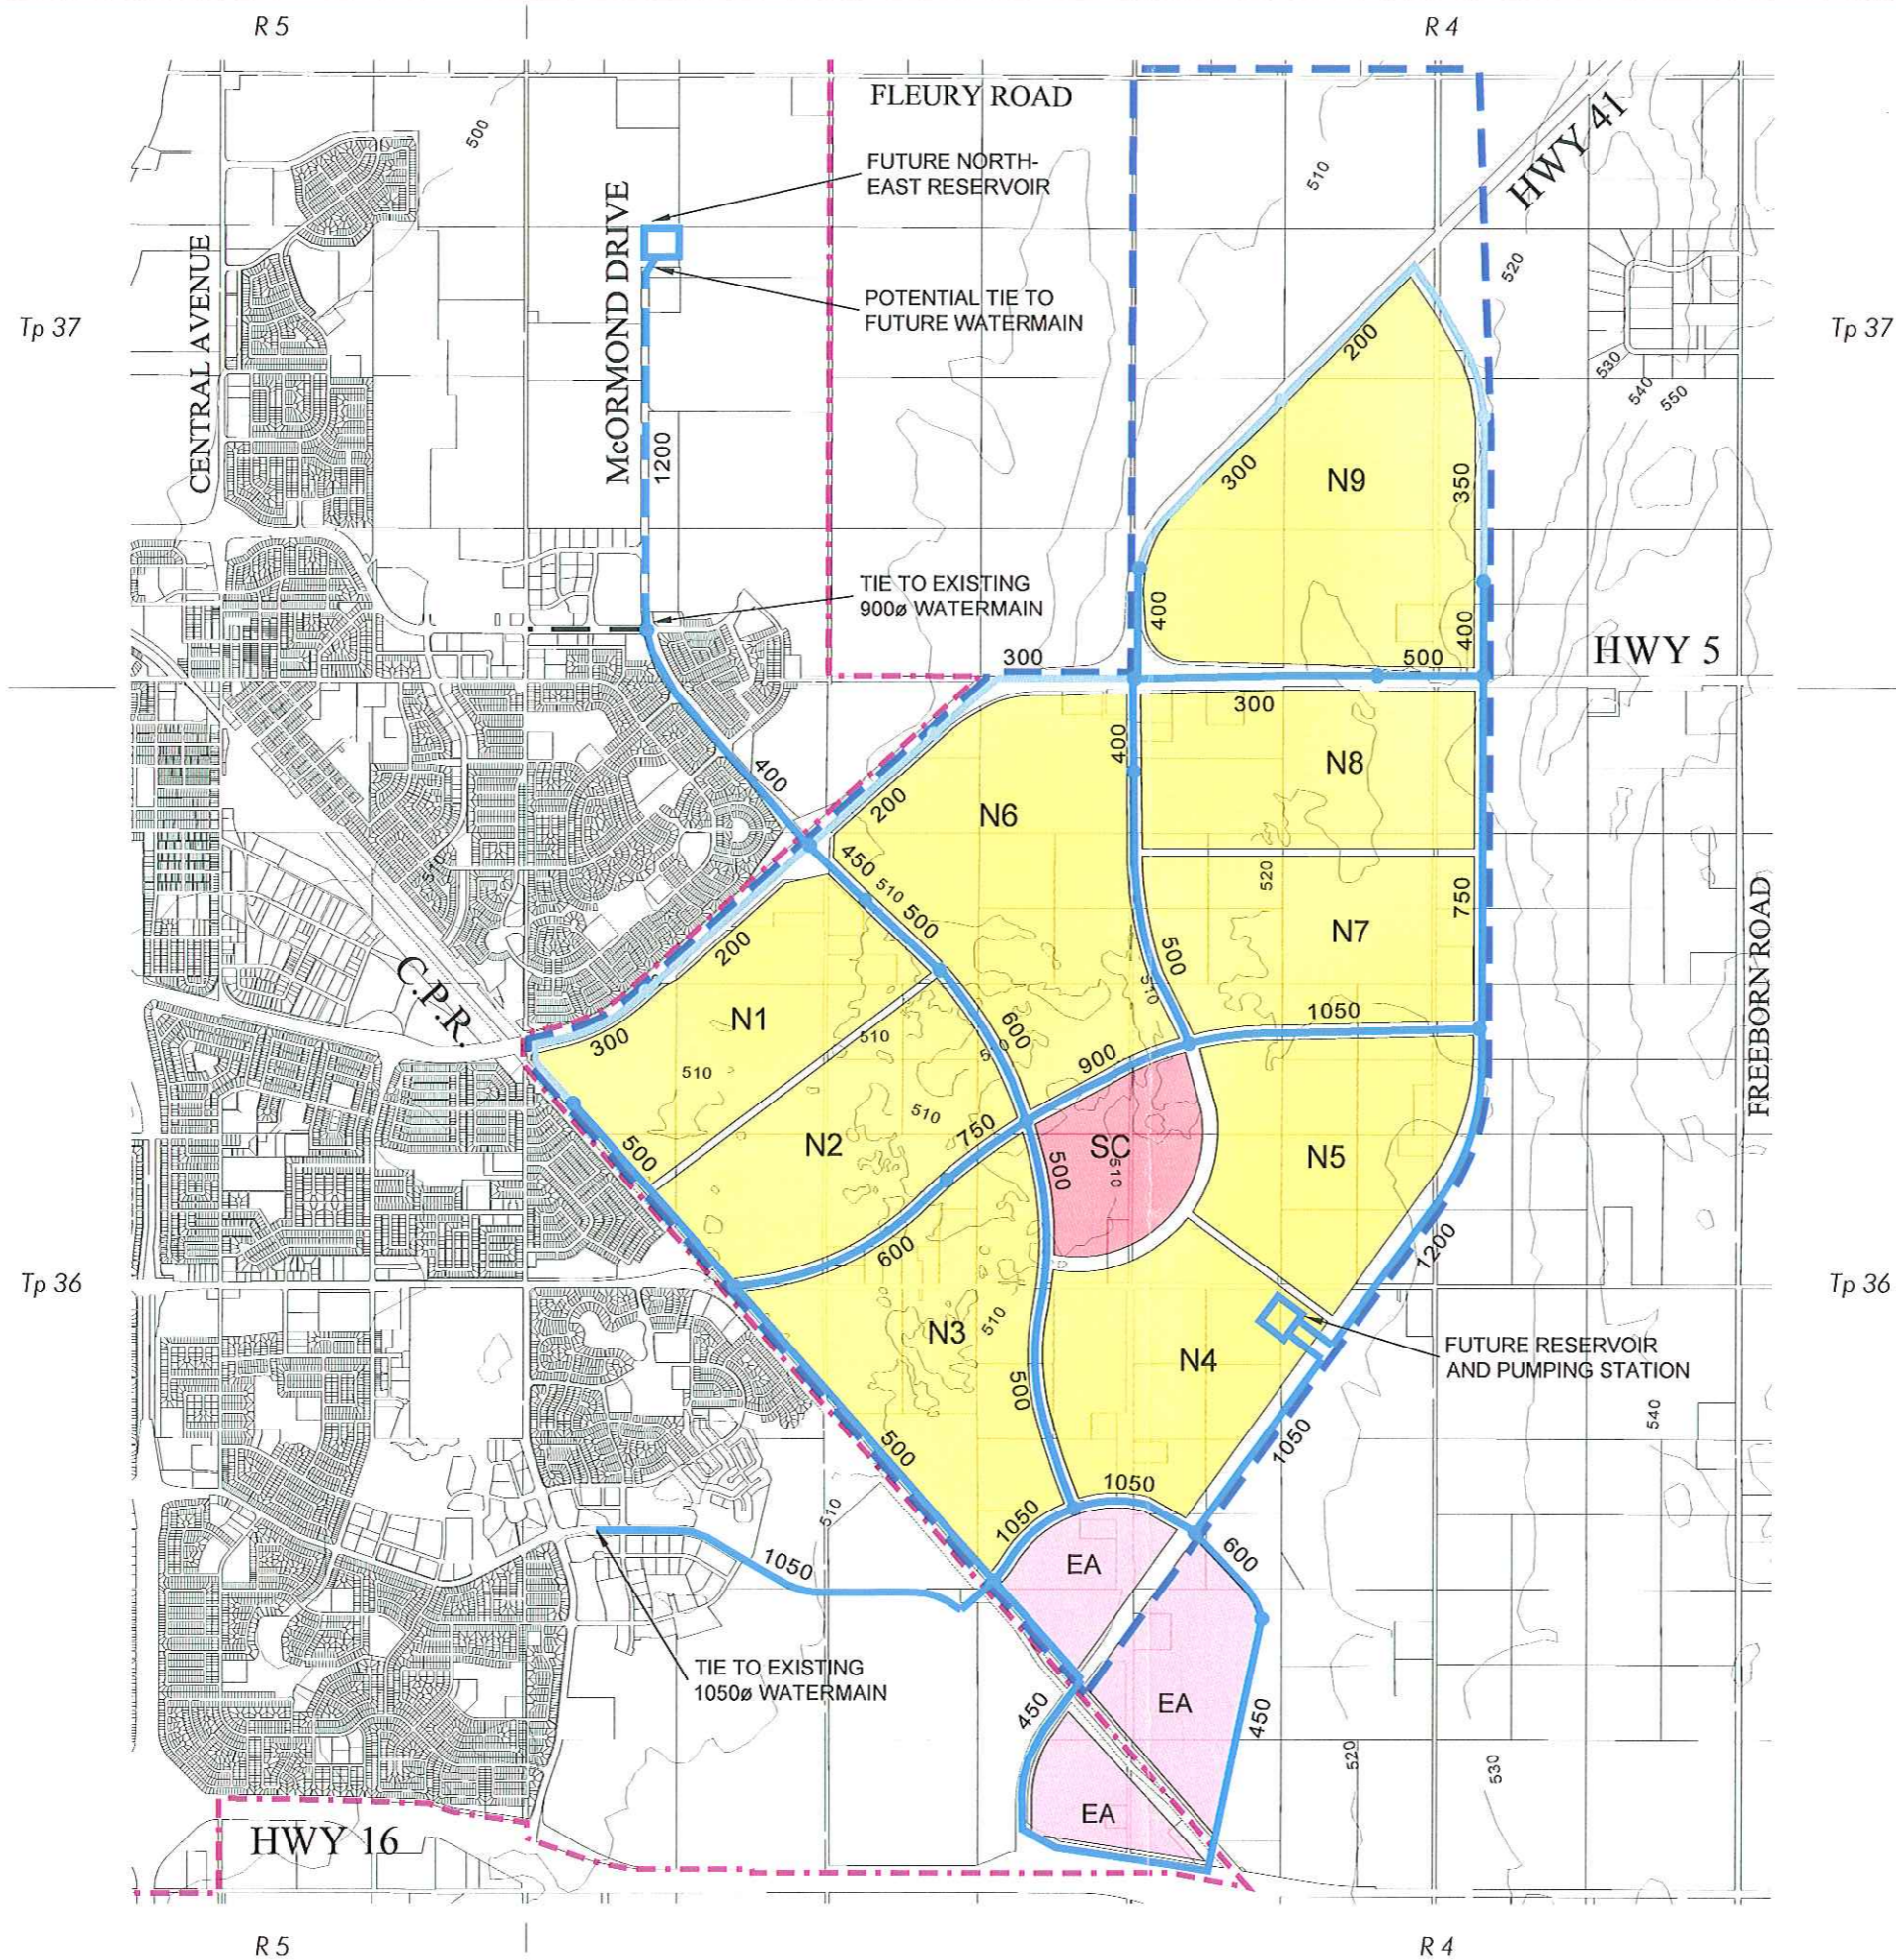 R 5
R 4
FLEURY ROAD
HWY 41
500
510
FUTURE NORTH-
EAST RESERVOIR
McORMOND DRIVE
CENTRAL AVENUE
520
POTENTIAL TIE TO
FUTURE WATERMAIN
Tp 37
Tp 37
200
530
540
550
1200
300
N9
350
TIE TO EXISTING
900ø WATERMAIN
400
400
300
500
HWY 5
300
400
400
N8
200
N6
510
450
510
520
500
750
FREEBORN ROAD
N7
200
500
510
C.P.R.
N1
1050
300
600
510
510
900
510
510
750
500
N2
SC
510
N5
500
600
1200
Tp 36
Tp 36
N3
510
FUTURE RESERVOIR
AND PUMPING STATION
N4
500
540
500
1050
1050
510
1050
EA
600
1050
TIE TO EXISTING
1050ø WATERMAIN
450
EA
450
520
530
EA
HWY 16
R 5
R 4